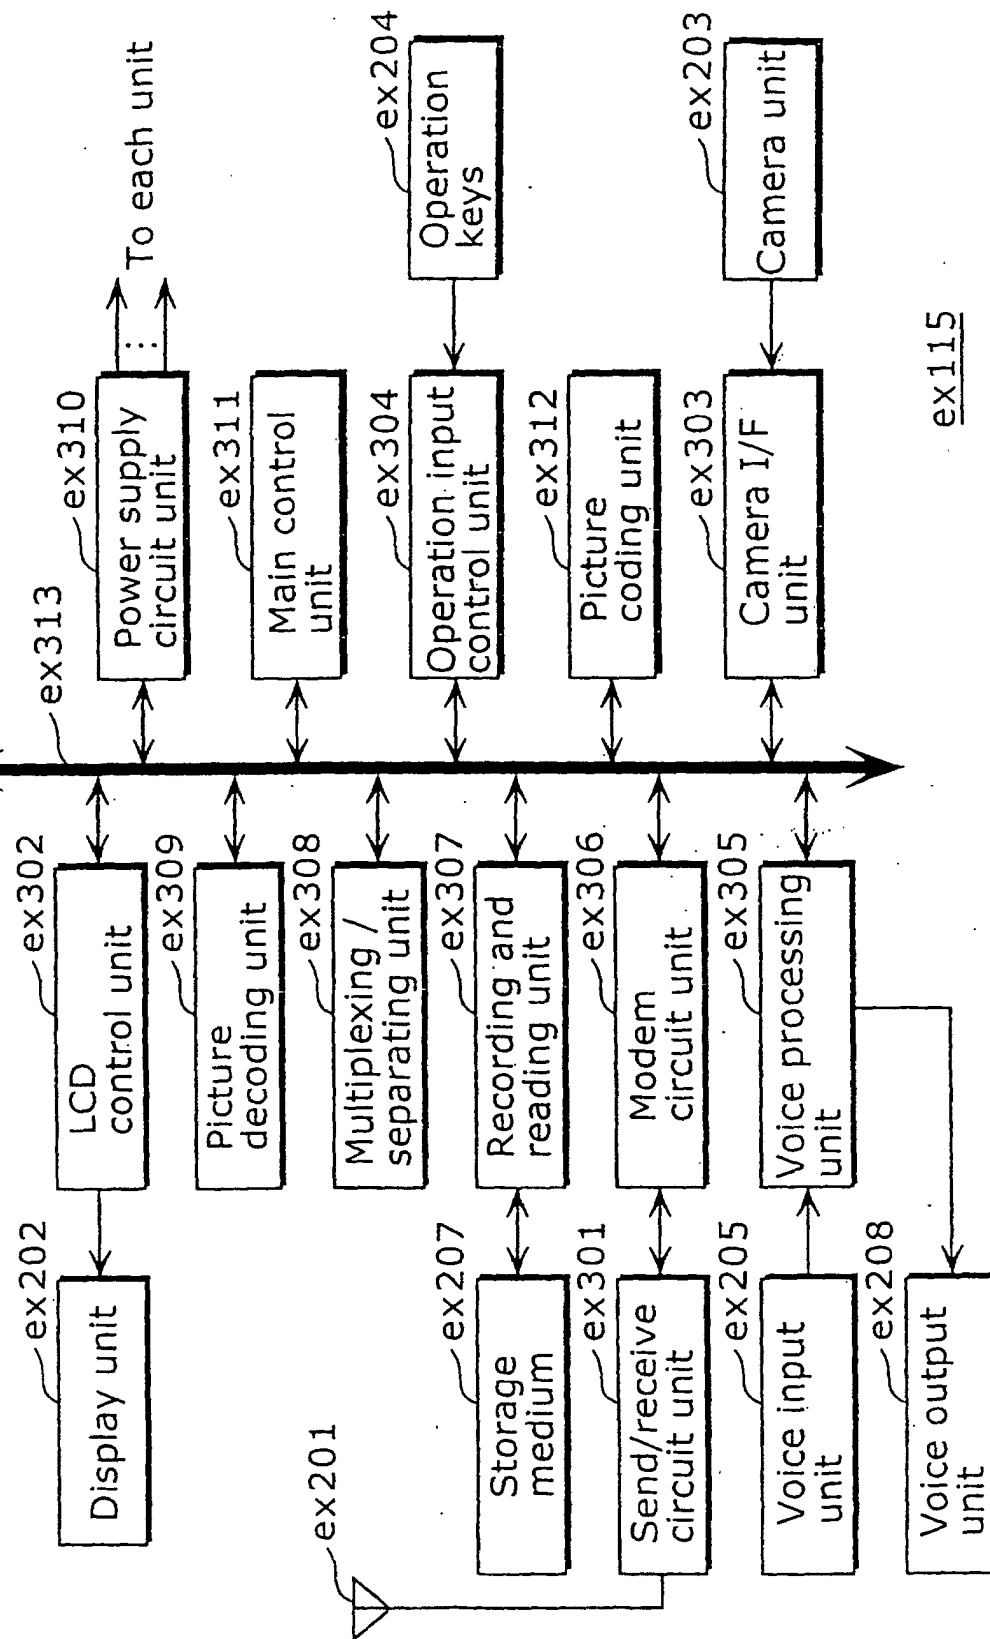 ex201
Display unit
ex202
LCD
control unit
ex302
Picture
decoding unit
ex309
Multiplexing /
separating unit
ex308
Storage
medium
ex207
Recording and
reading unit
ex307
Send/receive
circuit unit
ex301
Modem
circuit unit
ex306
Voice input
unit
ex205
Voice processing
unit
ex305
Voice output
unit
ex208
ex313
Power supply
circuit unit
ex310
To each unit
Main control
unit
ex311
Operation input
control unit
ex304
Operation
keys
ex204
Picture
coding unit
ex312
Camera I/F
unit
ex303
Camera unit
ex203
ex115